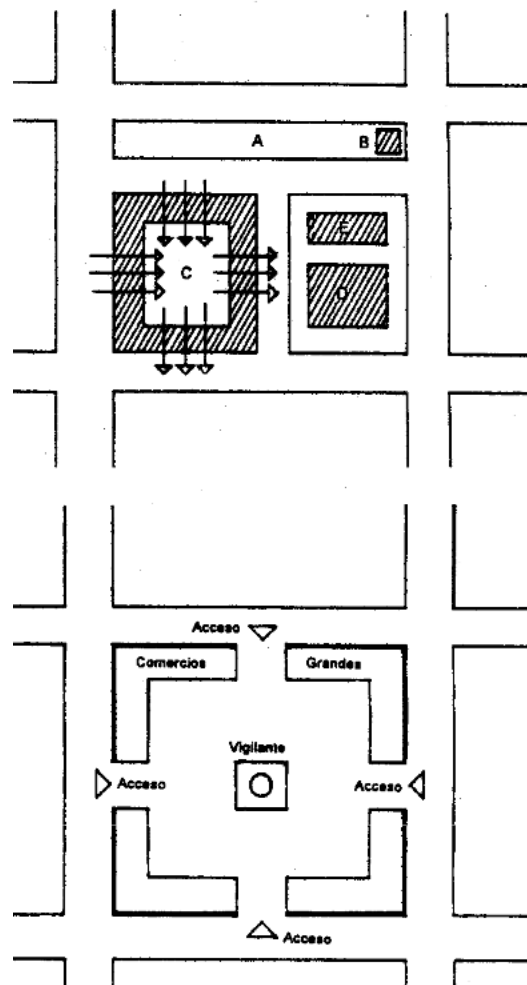 A
B
C
E
D
Acceso
Comercios
Grandes
Vigilante
Acceso
Acceso
Acceso